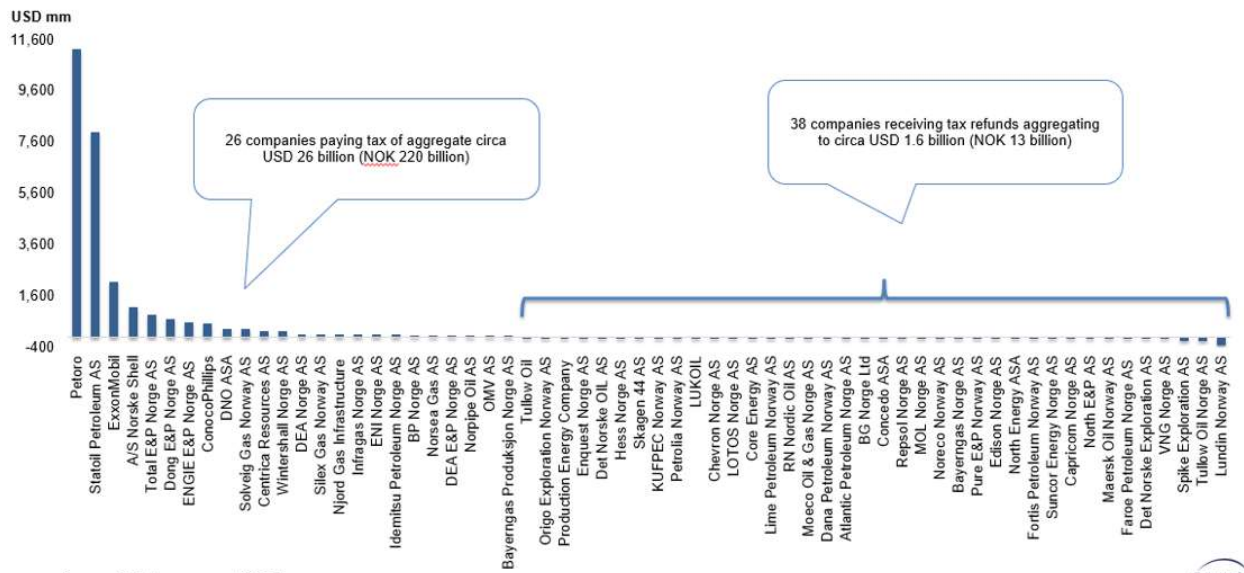 USD mm
11,600
9,600
7,600
5,600
3,600
1,600
-400
26 companies paying tax of aggregate circa
USD 26 billion (NOK 220 billion)
38 companies receiving tax refunds aggregating
to circa USD 1.6 billion (NOK 13 billion)
Petoro
Statoil Petroleum AS
ExxonMobil
A/S Norske Shell
Total E&P Norge AS
Dong E&P Norge AS
ENGIE E&P Norge AS
ConocoPhillips
DNO ASA
Solveig Gas Norway AS
Centrica Resources AS
Wintershall Norge AS
DEA Norge AS
Silex Gas Norway AS
Njord Gas Infrastructure
Infragas Norge AS
ENI Norge AS
Idemitsu Petroleum Norge AS
BP Norge AS
Norsea Gas AS
DEA E&P Norge AS
Norpipe Oil AS
OMV AS
Bayerngas Produksjon Norge AS
Tullow Oil
Origo Exploration Norway AS
Production Energy Company
Enquest Norge AS
Det Norske OIL AS
Hess Norge AS
Skagen 44 AS
KUFPEC Norway AS
Petrolia Norway AS
LUKOIL
Chevron Norge AS
LOTOS Norge AS
Core Energy AS
Lime Petroleum Norway AS
RN Nordic Oil AS
Moeco Oil & Gas Norge AS
Dana Petroleum Norway AS
Atlantic Petroleum Norge AS
BG Norge Ltd
Concedo ASA
Repsol Norge AS
MOL Norge AS
Noreco Norway AS
Bayerngas Norge AS
Pure E&P Norway AS
Edison Norge AS
North Energy ASA
Fortis Petroleum Norway AS
Suncor Energy Norge AS
Capricorn Norge AS
North E&P AS
Maersk Oil Norway AS
Faroe Petroleum Norge AS
Det Norske Exploration AS
VNG Norge AS
Spike Exploration AS
Tullow Oil Norge AS
Lundin Norway AS